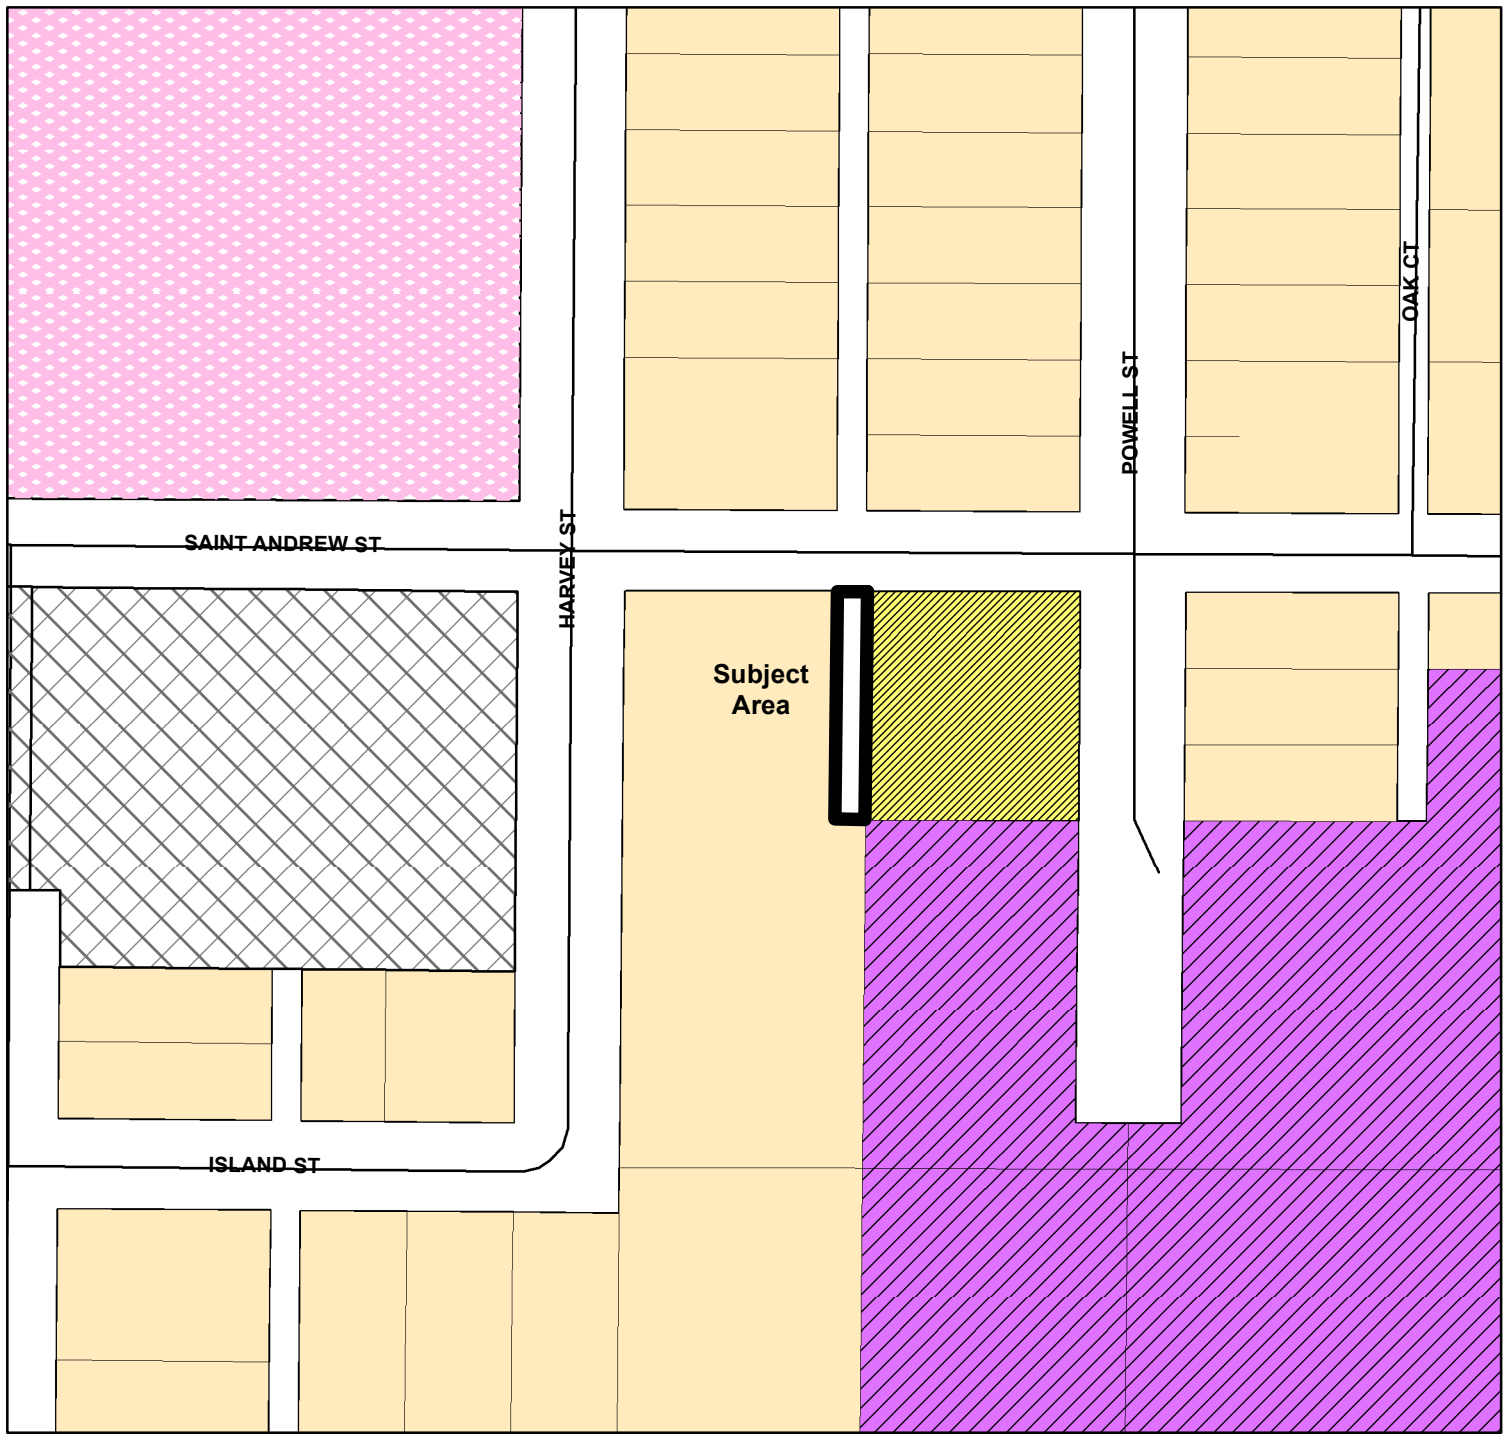 OAK CT
POWELL ST
SAINT ANDREW ST
HARVEY ST
Subject
Area
ISLAND ST